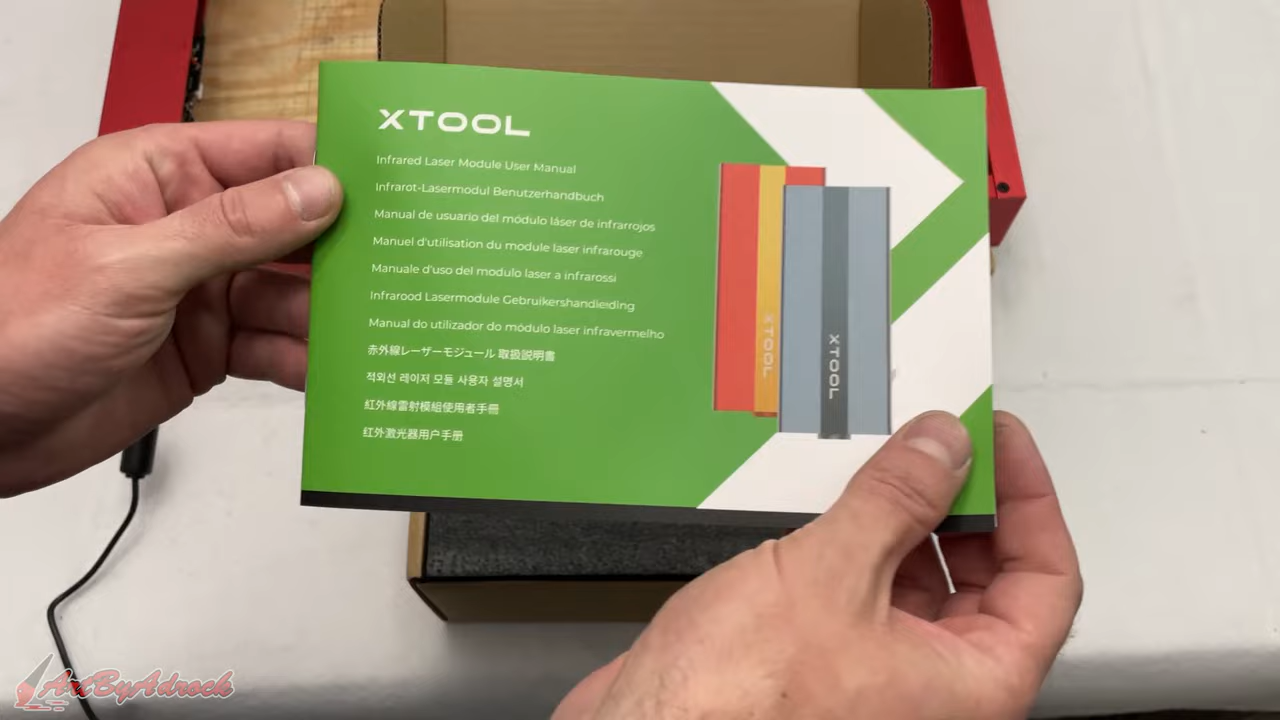 XTOOL
Infrared Laser Module User Manual
Infrarot-Lasermodul Benutzerhandbuch
Manual de usuario del módulo láser de infrarrojos
Manuel d'utilisation du module laser infrarouge
Manuale d'uso del modulo laser a infrarossi
Infrarood Lasermodule Gebruikershandleiding
Manual do utilizador do módulo laser infravermelho
赤外線レーザーモジュール 取扱説明書
적외선 레이저 모듈 사용자 설명서
紅外線雷射模組使用者手冊
红外激光器用户手册
XTOOL
XTOOL
ArtByAdrock